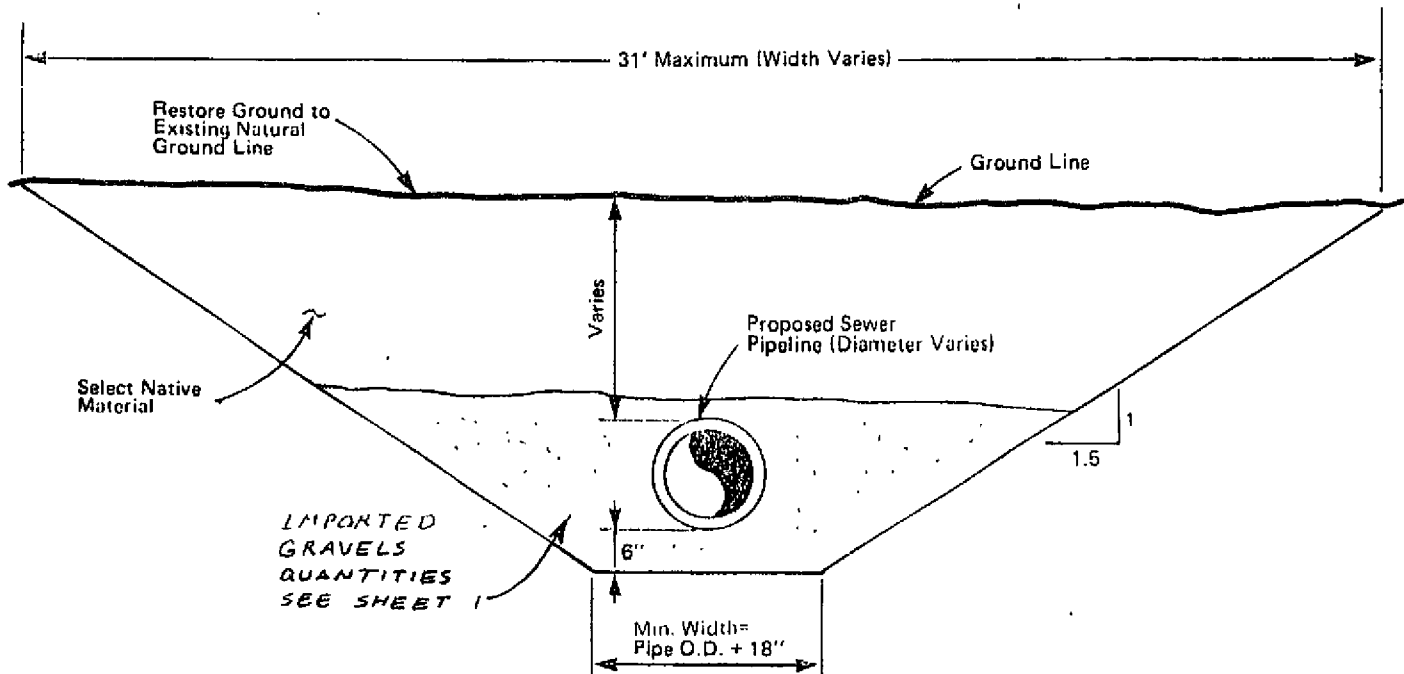 31' Maximum (Width Varies)
Restore Ground to
Existing Natural
Ground Line
Ground Line
Varies
Proposed Sewer
Pipeline (Diameter Varies)
Select Native
Material
1
1.5
IMPORTED
GRAVELS
QUANTITIES
SEE SHEET 1
6"
Min. Width=
Pipe O.D. + 18"